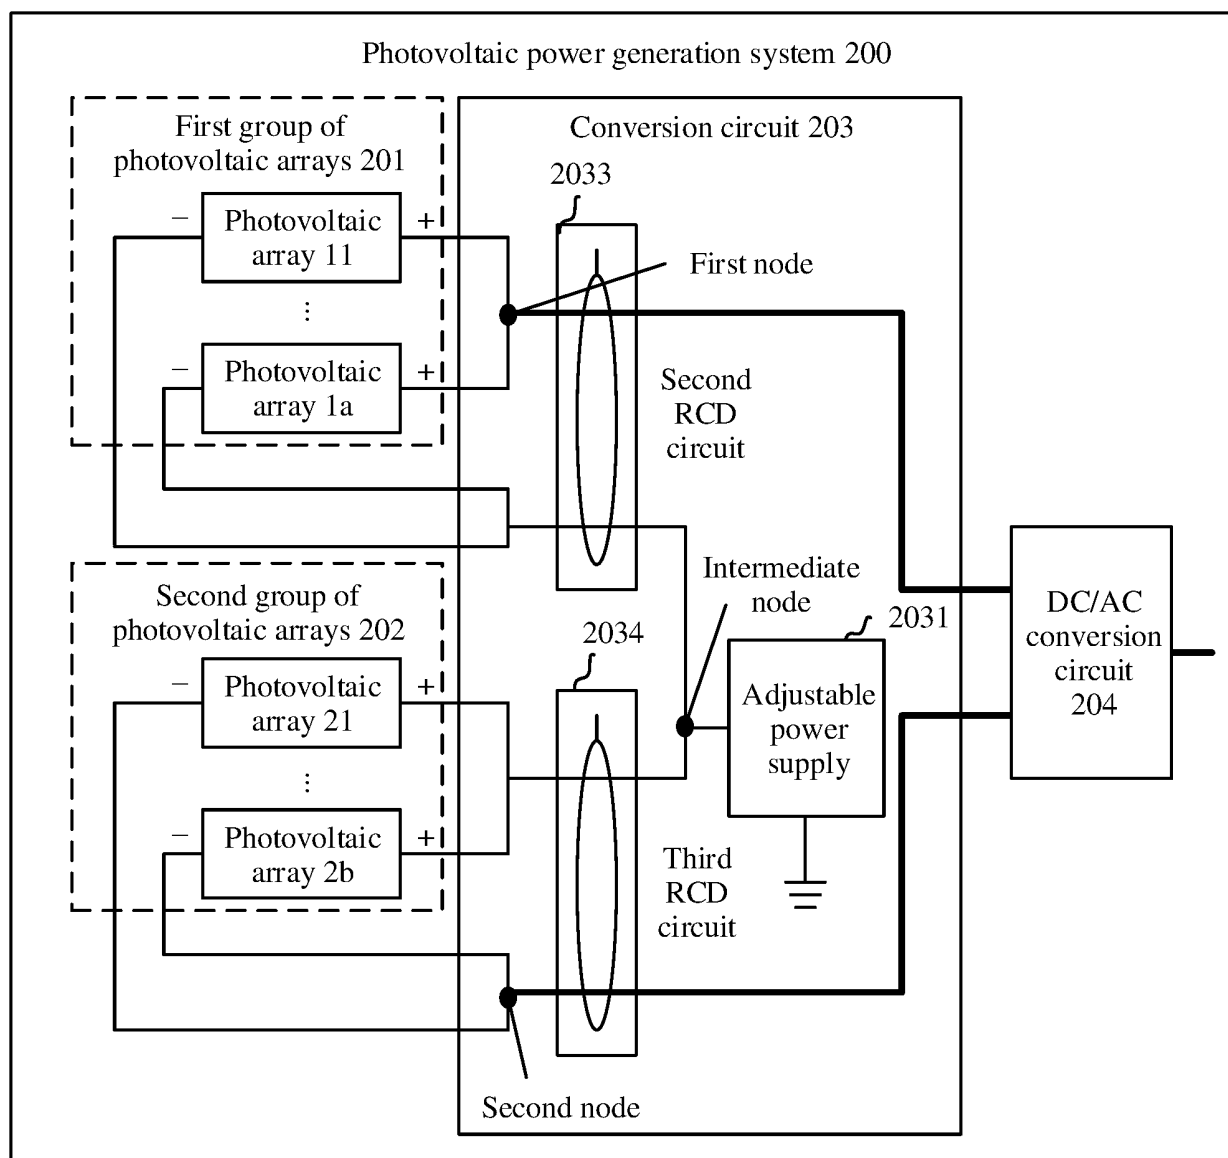 Photovoltaic power generation system 200
First group of
photovoltaic arrays 201
Conversion circuit 203
2033
−
Photovoltaic
array 11
+
First node
⋮
−
Photovoltaic
array 1a
+
Second
RCD
circuit
Second group of
photovoltaic arrays 202
Intermediate
node
2034
2031
DC/AC
conversion
circuit
204
−
Photovoltaic
array 21
+
Adjustable
power
supply
⋮
−
Photovoltaic
array 2b
+
Third
RCD
circuit
Second node